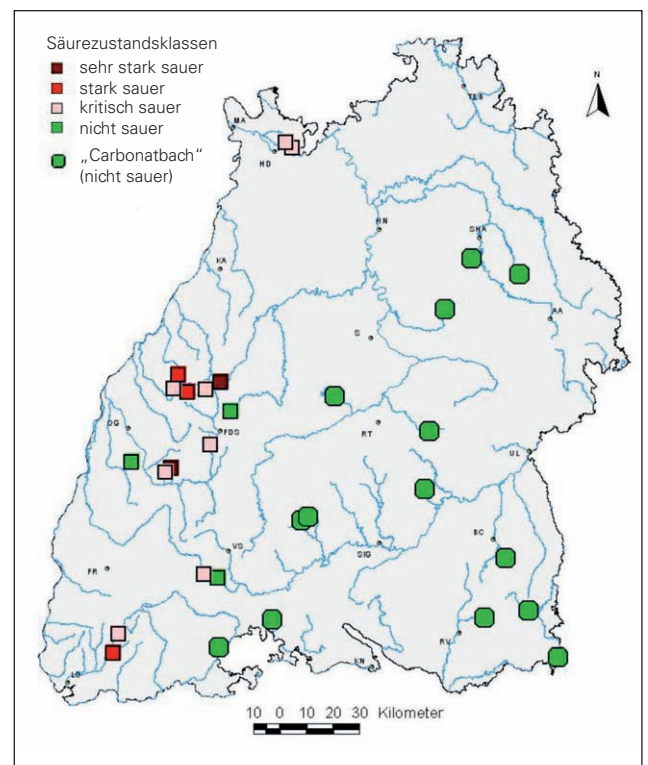 Säurezustandsklassen
sehr stark sauer
stark sauer
kritisch sauer
nicht sauer
„Carbonatbach“
(nicht sauer)
N
TBB
MA
HD
HN
SHA
KA
AA
S
OG
FDS
RT
UL
BC
VS
SIG
FR
RV
LÖ
KN
10 0 10 20 30 Kilometer